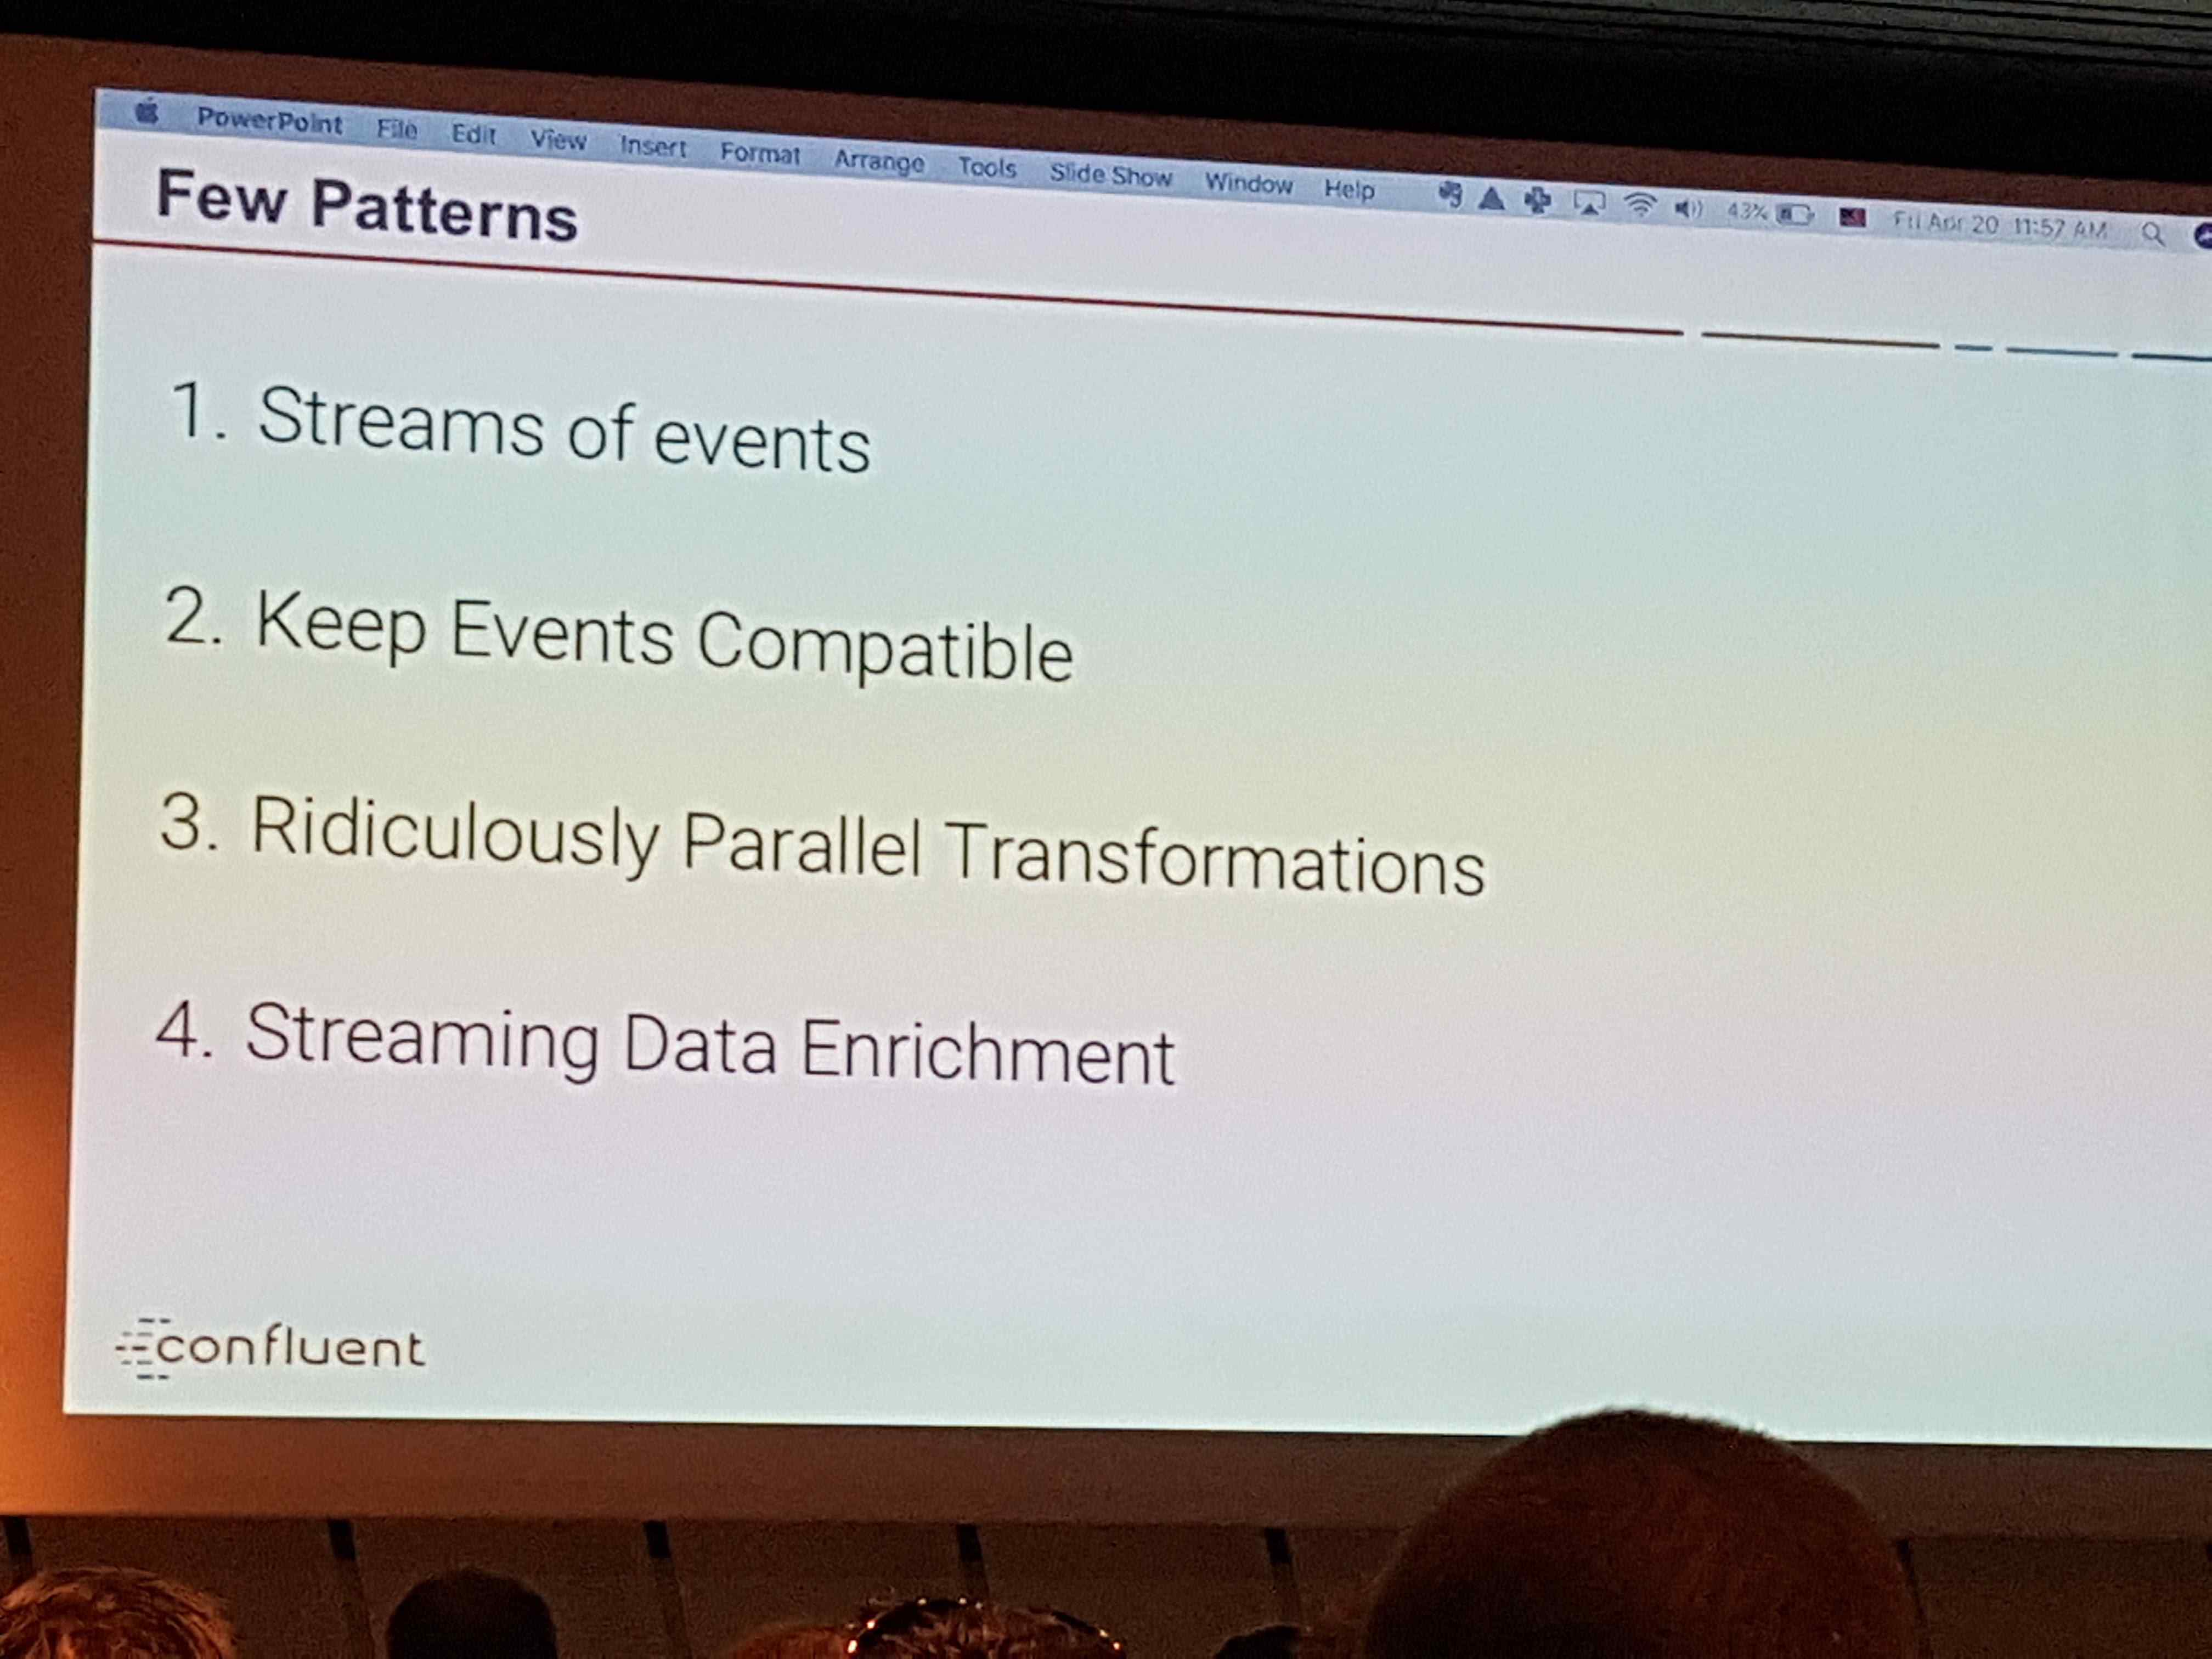 PowerPoint File Edit View Insert Format Arrange Tools Slide Show Window Help 43% Fri Apr 20 11:57 AM
Few Patterns
1. Streams of events
2. Keep Events Compatible
3. Ridiculously Parallel Transformations
4. Streaming Data Enrichment
confluent